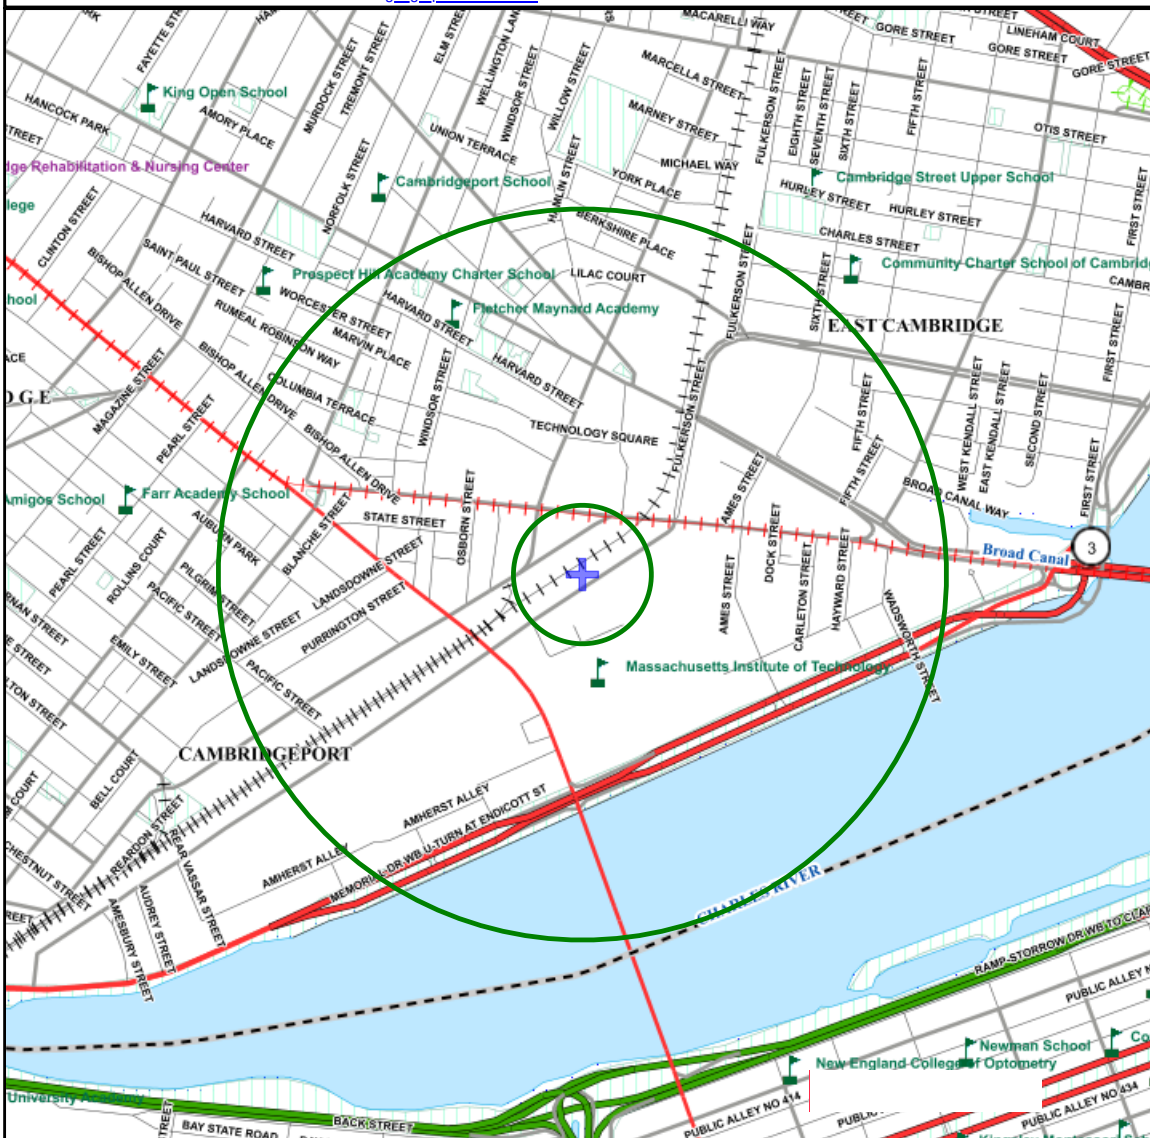 MACARELLI WAY
GORE STREET
LINEHAM COURT
GORE STREET
GORE STREET
FAYETTE STREET
MURDOCK STREET
TREMONT STREET
WELLINGTON LAN
WINDSOR STREET
WILLOW STREET
MARCELLA STREET
FULKERSON STREET
EIGHTH STREET
SEVENTH STREET
SIXTH STREET
FIFTH STREET
King Open School
HANCOCK PARK
AMORY PLACE
UNION TERRACE
MARNEY STREET
OTIS STREET
STREET
MICHAEL WAY
dge Rehabilitation & Nursing Center
NORFOLK STREET
Cambridgeport School
HAMLIN STREET
YORK PLACE
Cambridge Street Upper School
HURLEY STREET
HURLEY STREET
FIRST STREET
llege
CLINTON STREET
HARVARD STREET
BERKSHIRE PLACE
CHARLES STREET
SAINT PAUL STREET
BISHOP ALLEN DRIVE
Prospect Hill Academy Charter School
LILAC COURT
FULKERSON STREET
SIXTH STREET
Community Charter School of Cambridg
CAMBR
hool
WORCESTER STREET
HARVARD STREET
Fletcher Maynard Academy
RUMEAL ROBINSON WAY
MARVIN PLACE
EAST CAMBRIDGE
FIRST STREET
ACE
D G.E
MAGAZINE STREET
BISHOP ALLEN DRIVE
COLUMBIA TERRACE
WINDSOR STREET
HARVARD STREET
FULKERSON STREET
FIFTH STREET
WEST KENDALL STREET
EAST KENDALL STREET
SECOND STREET
PEARL STREET
BISHOP ALLEN DRIVE
TECHNOLOGY SQUARE
AMES STREET
FIFTH STREET
BROAD CANAL WAY
FIRST STREET
Amigos School
Farr Academy School
AUBURN PARK
BLANCHE STREET
STATE STREET
OSBORN STREET
DOCK STREET
Broad Canal
3
PEARL STREET
ROLLINS COURT
PILGRIM STREET
PACIFIC STREET
LANDSDOWNE STREET
AMES STREET
CARLETON STREET
HAYWARD STREET
WADSWORTH STREET
EMILY STREET
LANDSDOWNE STREET
PURRINGTON STREET
PACIFIC STREET
Massachusetts Institute of Technology
CAMBRIDGEPORT
BELL COURT
COURT
REARDON STREET
REAR VASSAR STREET
AMHERST ALLEY
AMHERST ALLEY
MEMORIAL DR WB U-TURN AT ENDICOTT ST
CHESTNUT STREET
AMESBURY STREET
AUDREY STREET
CHARLES RIVER
RAMP-STORROW DR WB TO CLAR
PUBLIC ALLEY N
Newman School
New England College of Optometry
University Academy
BAY STATE ROAD
BACK STREET
PUBLIC ALLEY NO 414
PUBLIC ALLEY NO 434